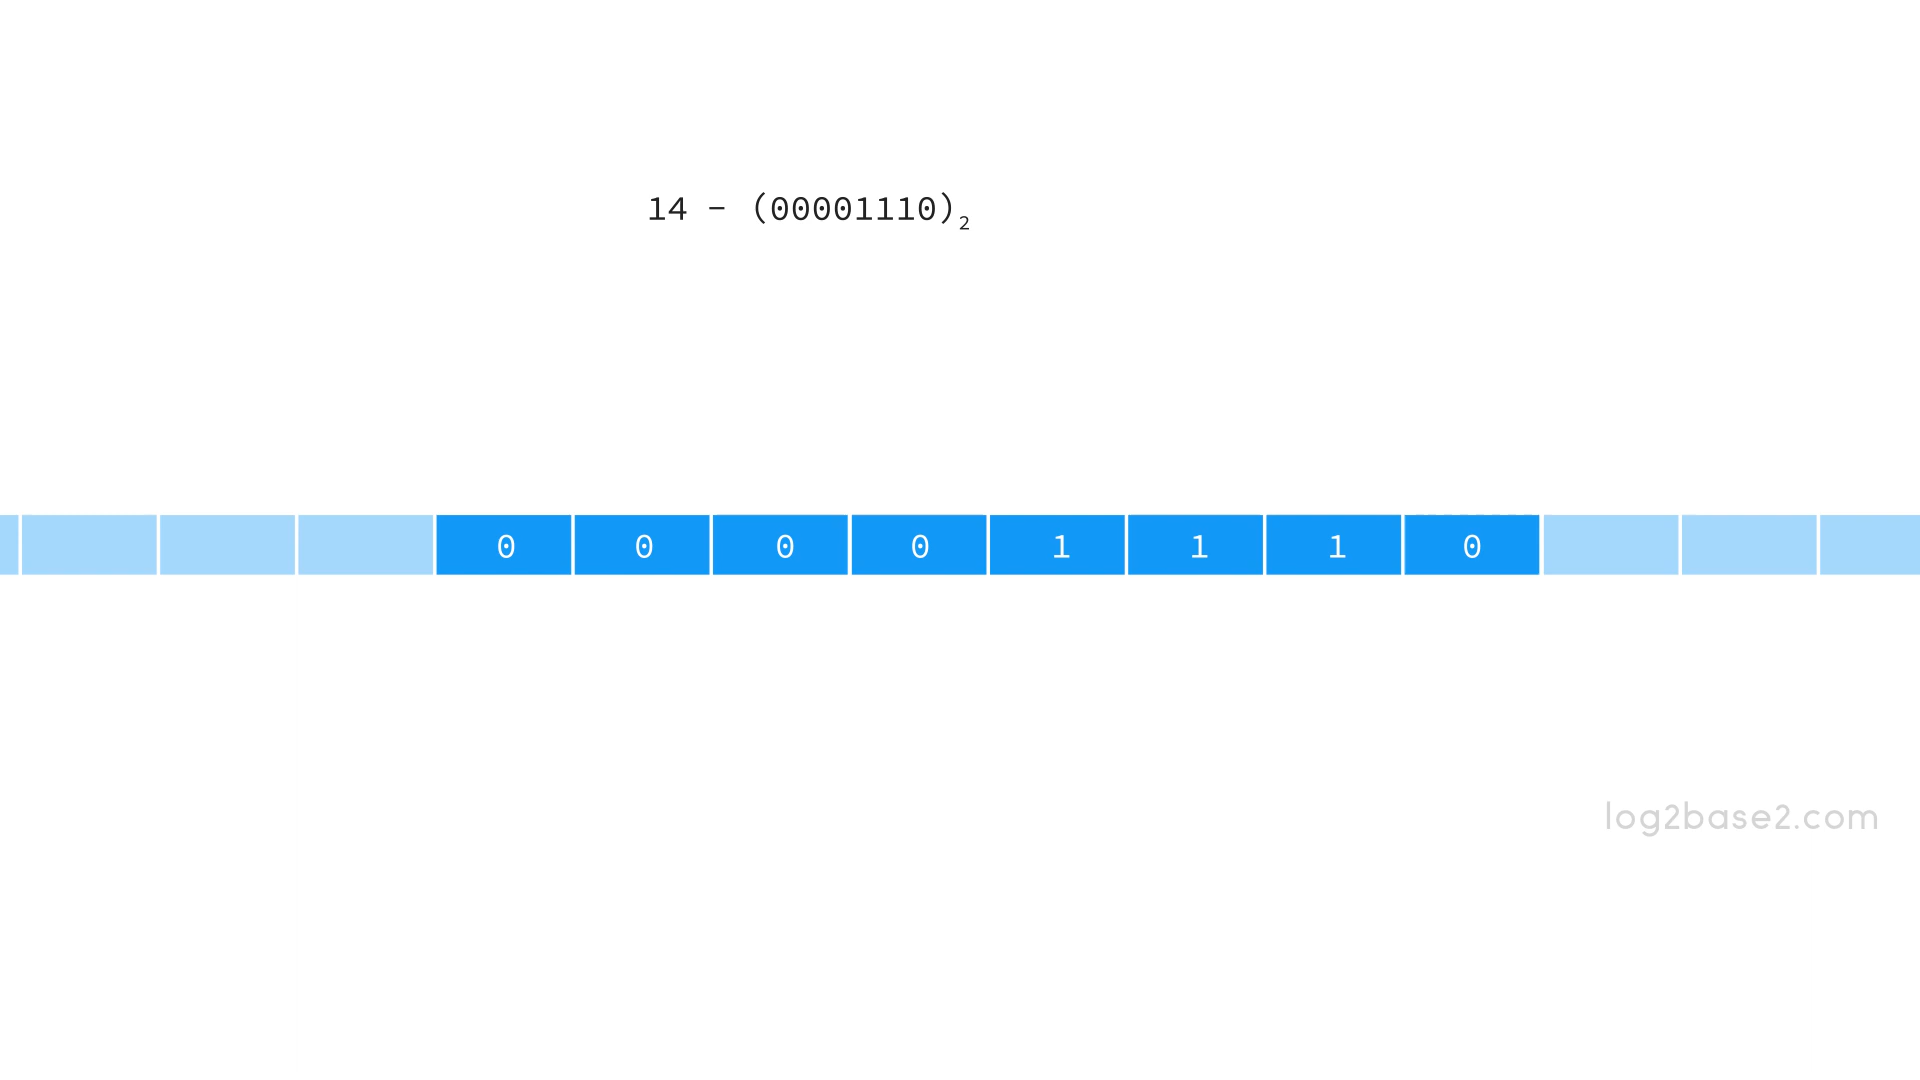 14 - (00001110)₂
0 0 0 0 1 1 1 0
log2base2.com